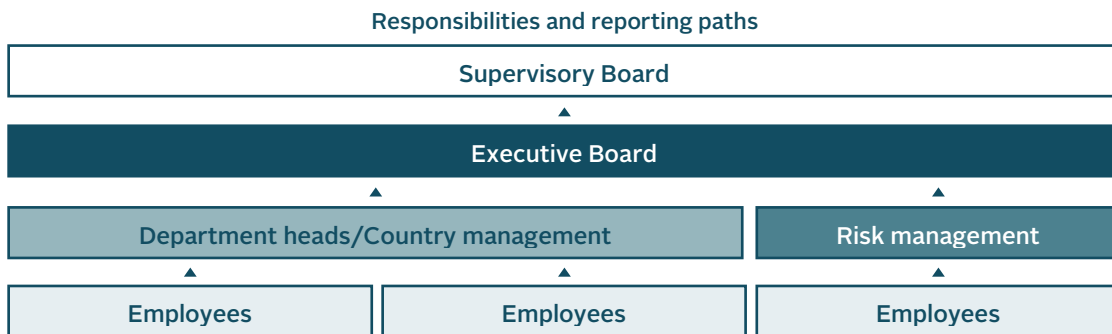 Responsibilities and reporting paths
Supervisory Board
Executive Board
Department heads/Country management
Risk management
Employees
Employees
Employees